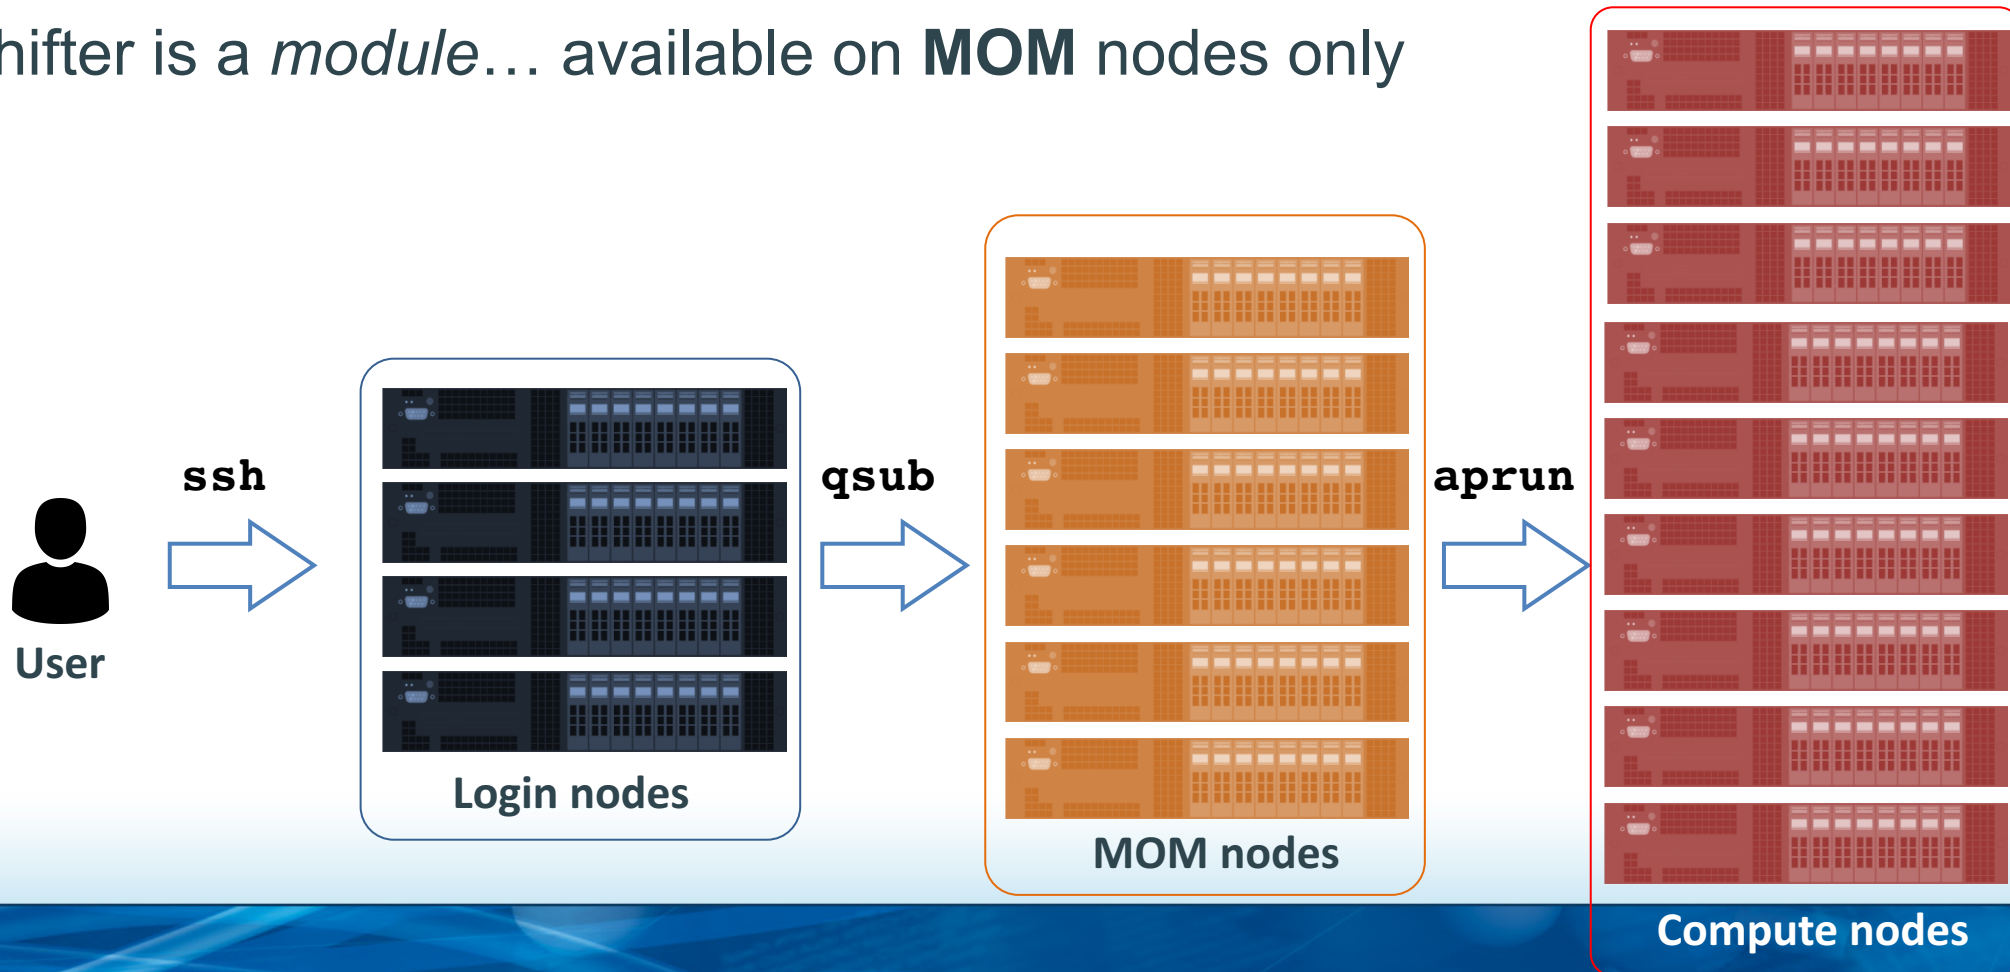 hifter is a module… available on MOM nodes only
ssh
qsub
aprun
User
Login nodes
MOM nodes
Compute nodes